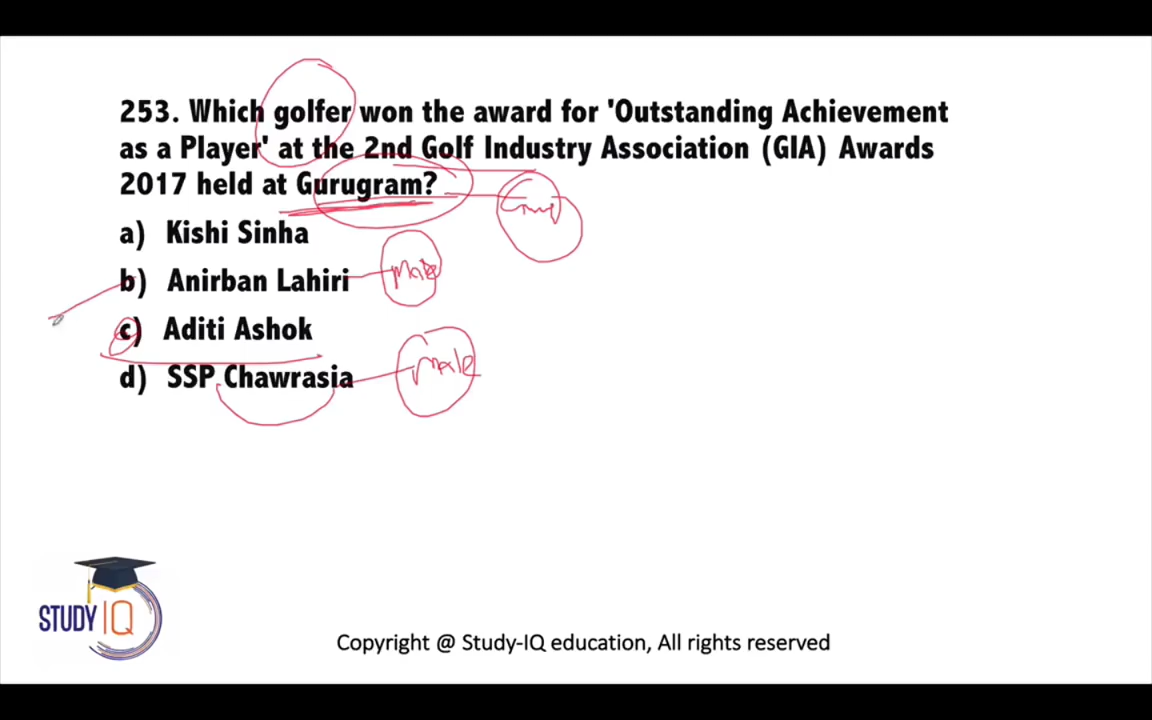 253. Which golfer won the award for 'Outstanding Achievement
as a Player' at the 2nd Golf Industry Association (GIA) Awards
2017 held at Gurugram?
a) Kishi Sinha
b) Anirban Lahiri male
c) Aditi Ashok
d) SSP Chawrasia male
STUDY IQ
Copyright @ Study-IQ education, All rights reserved